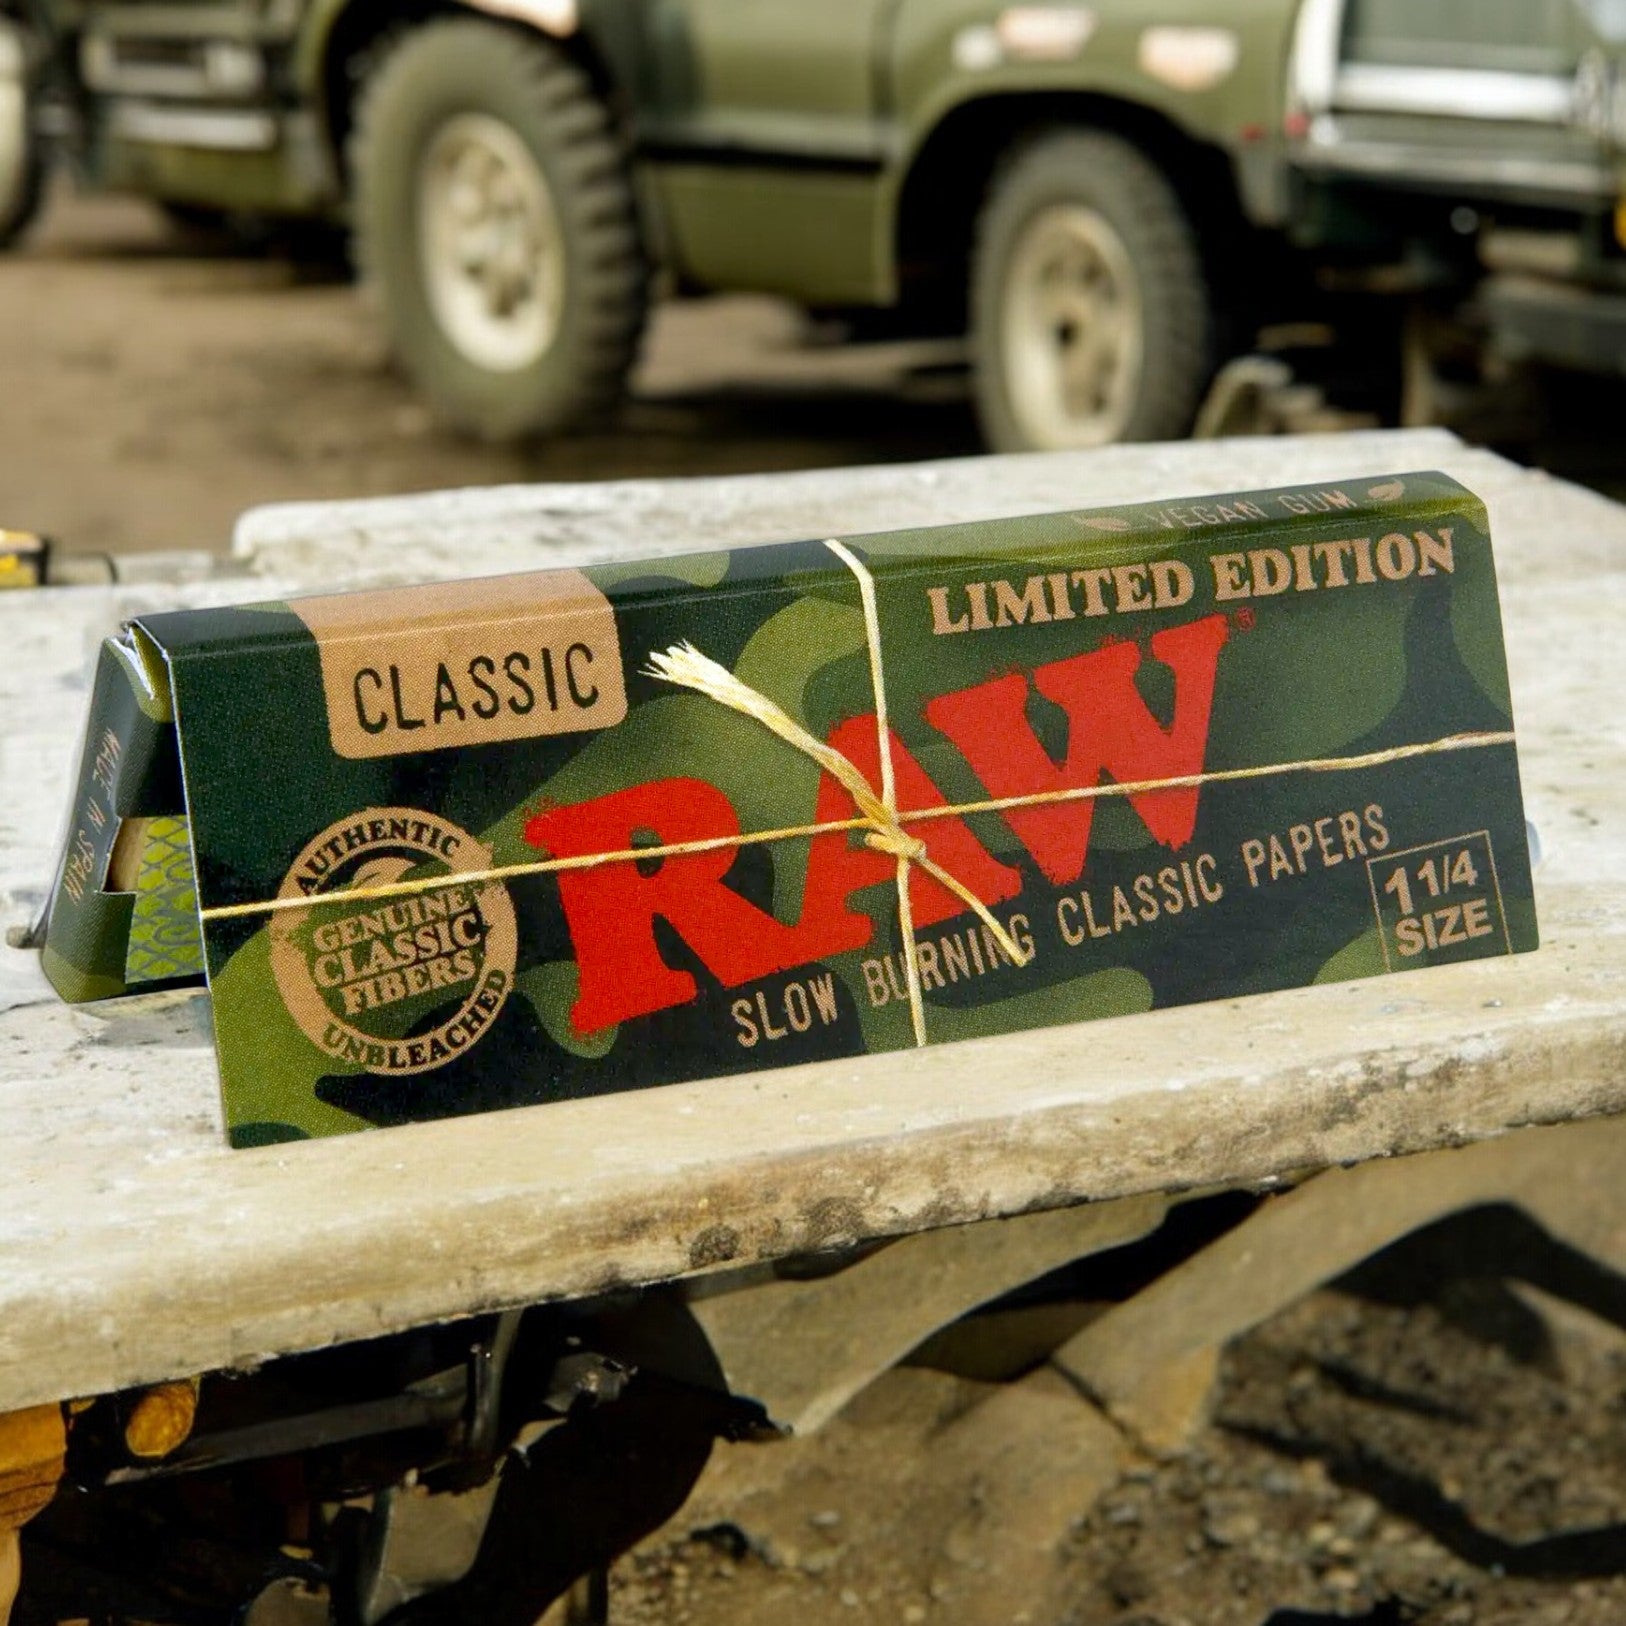 VEGAN GUM
LIMITED EDITION
CLASSIC
RAW®
SLOW BURNING CLASSIC PAPERS
1 1/4
SIZE
AUTHENTIC
GENUINE
CLASSIC
FIBERS
UNBLEACHED
MADE IN SPAIN